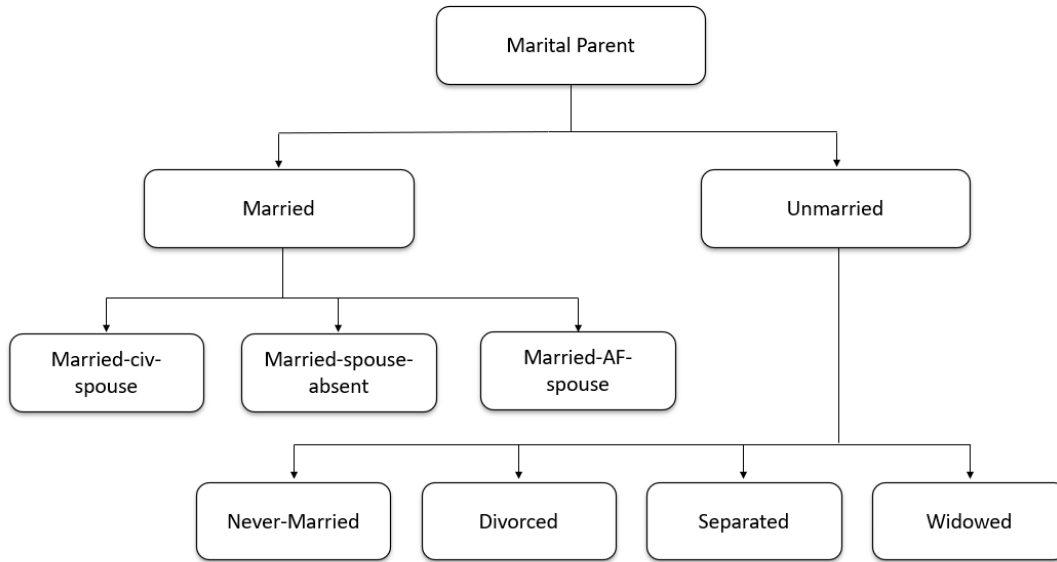 Marital Parent
Married
Unmarried
Married-civ-
spouse
Married-spouse-
absent
Married-AF-
spouse
Never-Married
Divorced
Separated
Widowed